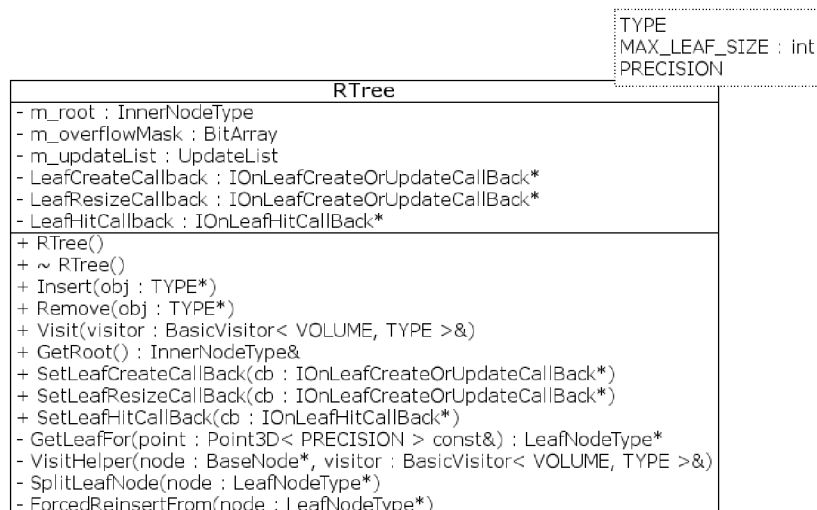 TYPE
MAX_LEAF_SIZE : int
PRECISION
RTree
- m_root : InnerNodeType
- m_overflowMask : BitArray
- m_updateList : UpdateList
- LeafCreateCallback : IOnLeafCreateOrUpdateCallBack*
- LeafResizeCallback : IOnLeafCreateOrUpdateCallBack*
- LeafHitCallback : IOnLeafHitCallBack*
+ RTree()
+ ~ RTree()
+ Insert(obj : TYPE*)
+ Remove(obj : TYPE*)
+ Visit(visitor : BasicVisitor< VOLUME, TYPE >&)
+ GetRoot() : InnerNodeType&
+ SetLeafCreateCallBack(cb : IOnLeafCreateOrUpdateCallBack*)
+ SetLeafResizeCallBack(cb : IOnLeafCreateOrUpdateCallBack*)
+ SetLeafHitCallBack(cb : IOnLeafHitCallBack*)
- GetLeafFor(point : Point3D< PRECISION > const&) : LeafNodeType*
- VisitHelper(node : BaseNode*, visitor : BasicVisitor< VOLUME, TYPE >&)
- SplitLeafNode(node : LeafNodeType*)
- ForcedReinsertFrom(node : LeafNodeType*)